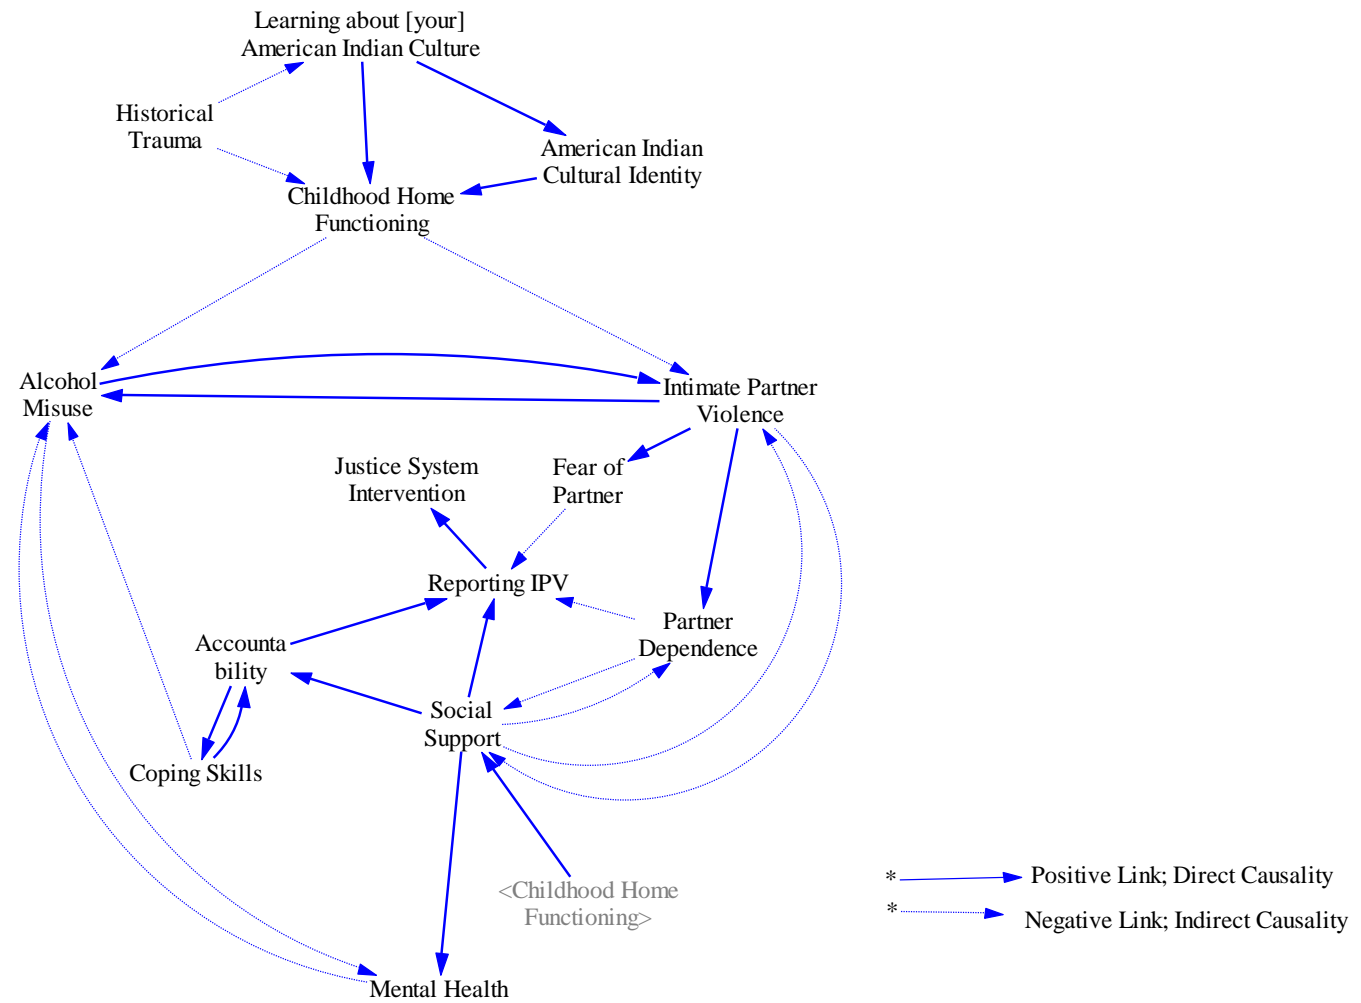 Learning about [your]
American Indian Culture
Historical
Trauma
American Indian
Cultural Identity
Childhood Home
Functioning
Alcohol
Misuse
Intimate Partner
Violence
Justice System
Intervention
Fear of
Partner
Reporting IPV
Partner
Dependence
Accounta
bility
Social
Support
Coping Skills
<Childhood Home
Functioning>
* Positive Link; Direct Causality
* Negative Link; Indirect Causality
Mental Health